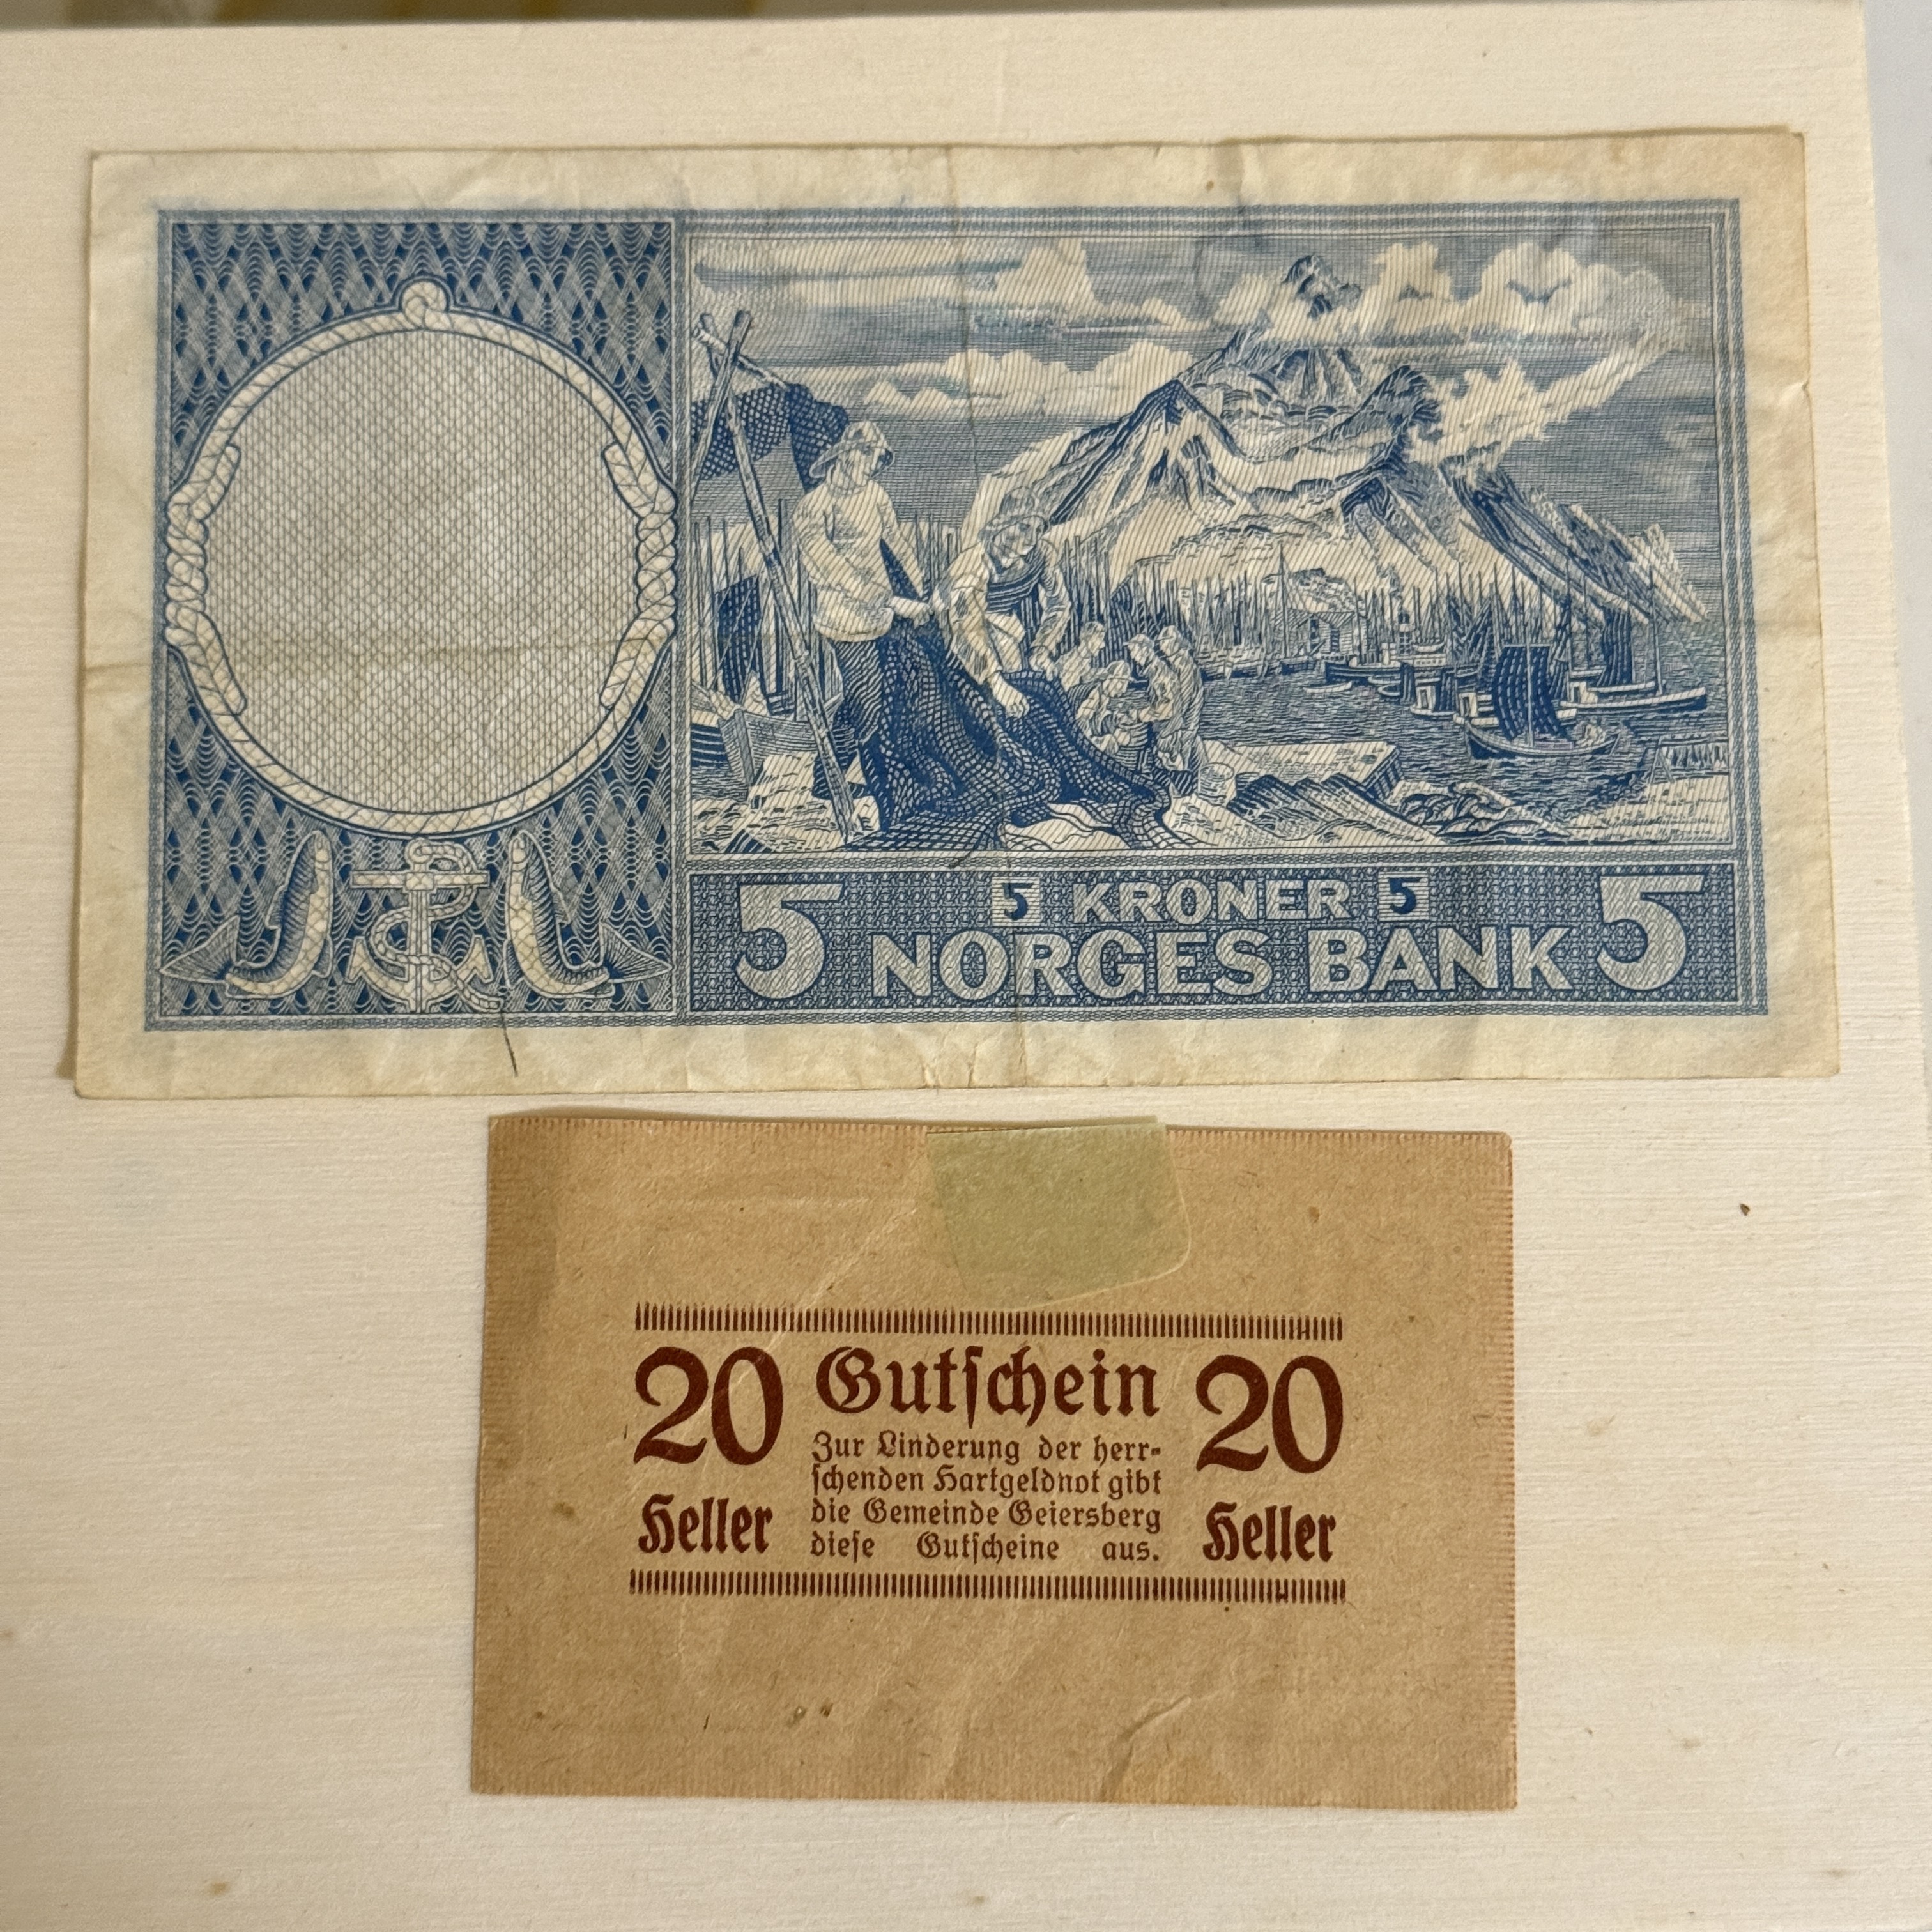 5 5 KRONER 5 5
NORGES BANK
20 Gutschein 20
Zur Linderung der herr-
schenden Hartgeldnot gibt
die Gemeinde Geiersberg
diese Gutscheine aus.
Heller Heller